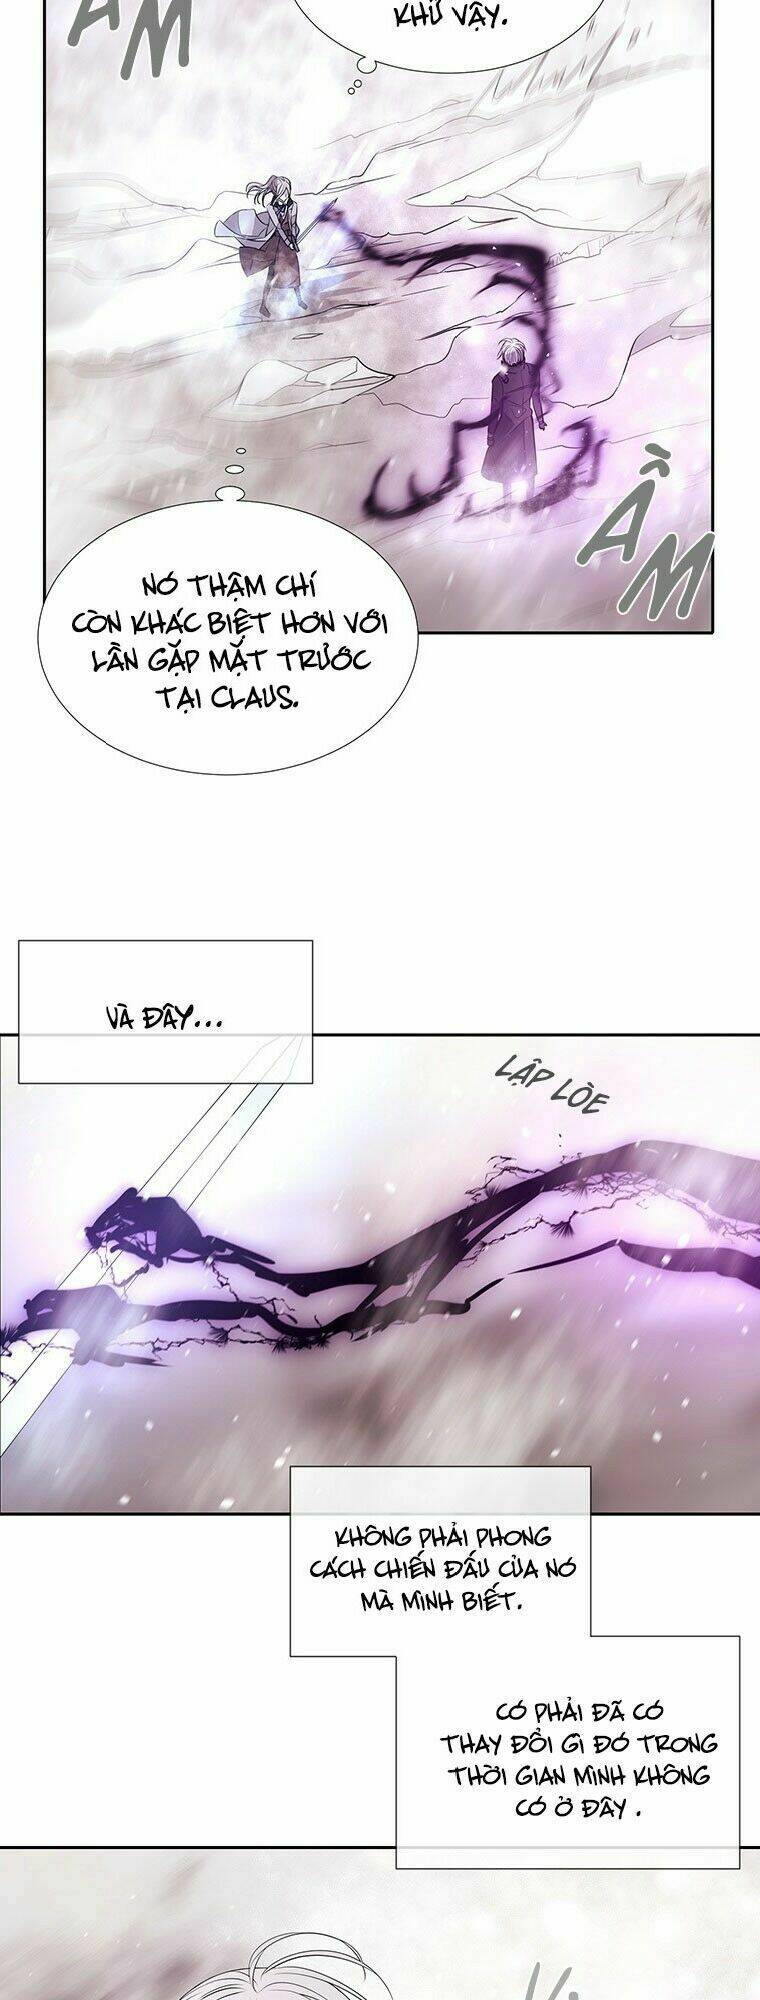 ẦM
KHỨ VẬY.
ẦM
NÓ THẬM CHÍ
CÒN KHÁC BIỆT HƠN VỚI
LẦN GẶP MẶT TRƯỚC
TẠI CLAUS.
VÀ ĐÂY...
LẬP LÒE
KHÔNG PHẢI PHONG
CÁCH CHIẾN ĐẤU CỦA NÓ
MÀ MÌNH BIẾT.
CÓ PHẢI ĐÃ CÓ
THAY ĐỔI GÌ ĐÓ TRONG
THỜI GIAN MÌNH KHÔNG
CÓ Ở ĐÂY.